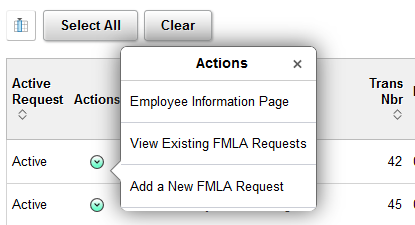 Select All Clear
Actions ×
Active Request Actions Trans Nbr
Employee Information Page
View Existing FMLA Requests
Active 42
Add a New FMLA Request
Active 45